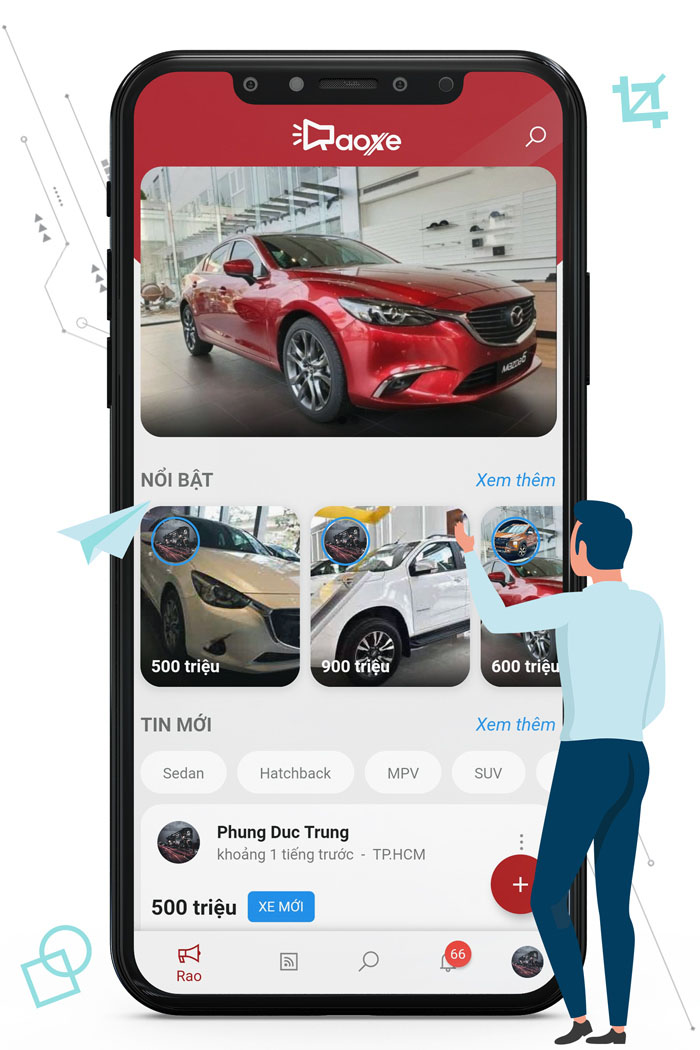 Raoxe
MAZDA6
NỔI BẬT
Xem thêm
500 triệu
900 triệu
600 triệu
TIN MỚI
Xem thêm
Sedan
Hatchback
MPV
SUV
Phung Duc Trung
khoảng 1 tiếng trước - TP.HCM
500 triệu
XE MỚI
+
66
Rao